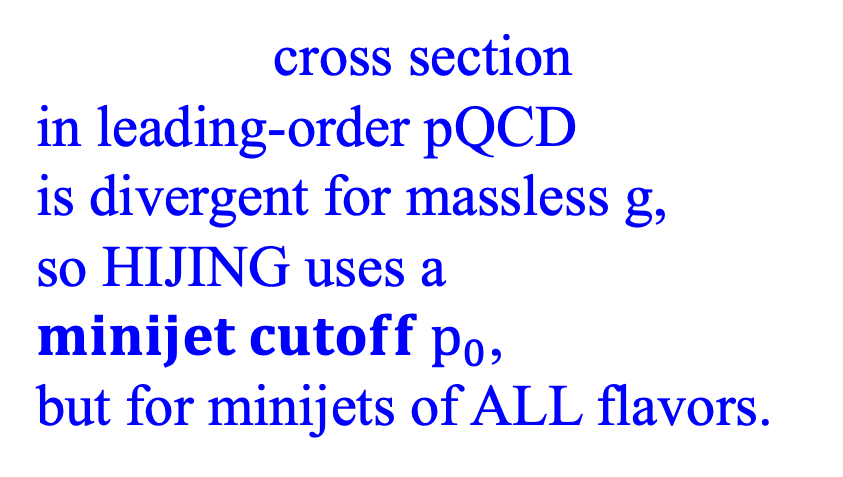 cross section
in leading-order pQCD
is divergent for massless g,
so HIJING uses a
minijet cutoff p₀,
but for minijets of ALL flavors.